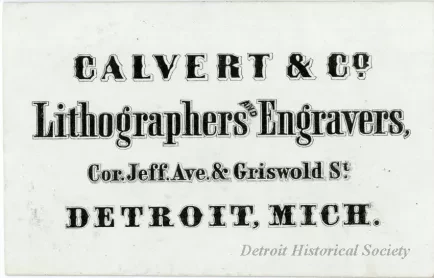 CALVERT & Co.
Lithographers AND Engravers,
Cor. Jeff. Ave. & Griswold St.
DETROIT, MICH.
Detroit Historical Society